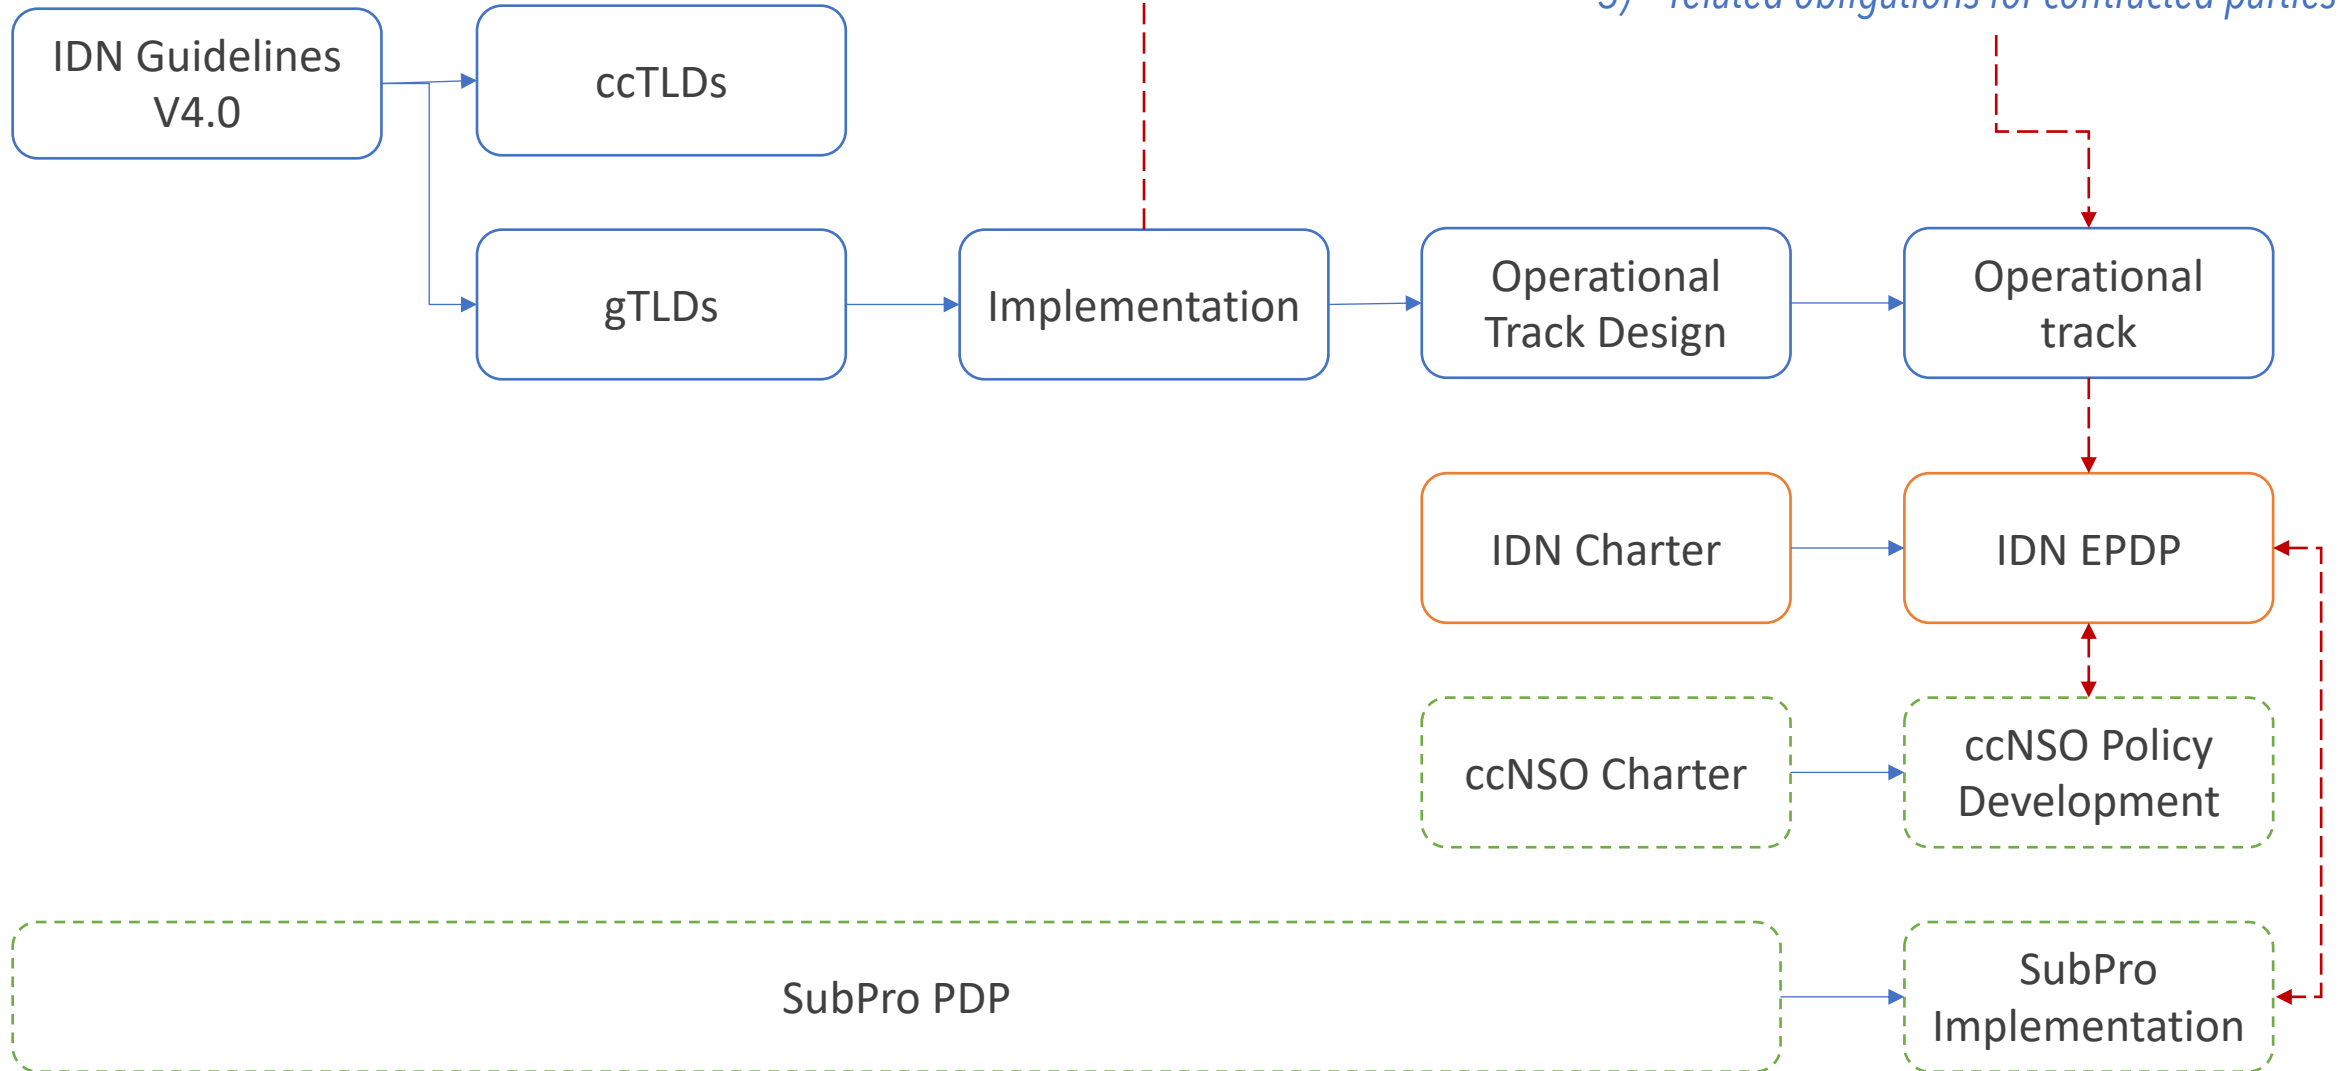 3) related obligations for contracted parties
IDN Guidelines
V4.0
ccTLDs
gTLDs
Implementation
Operational
Track Design
Operational
track
IDN Charter
IDN EPDP
ccNSO Charter
ccNSO Policy
Development
SubPro PDP
SubPro
Implementation